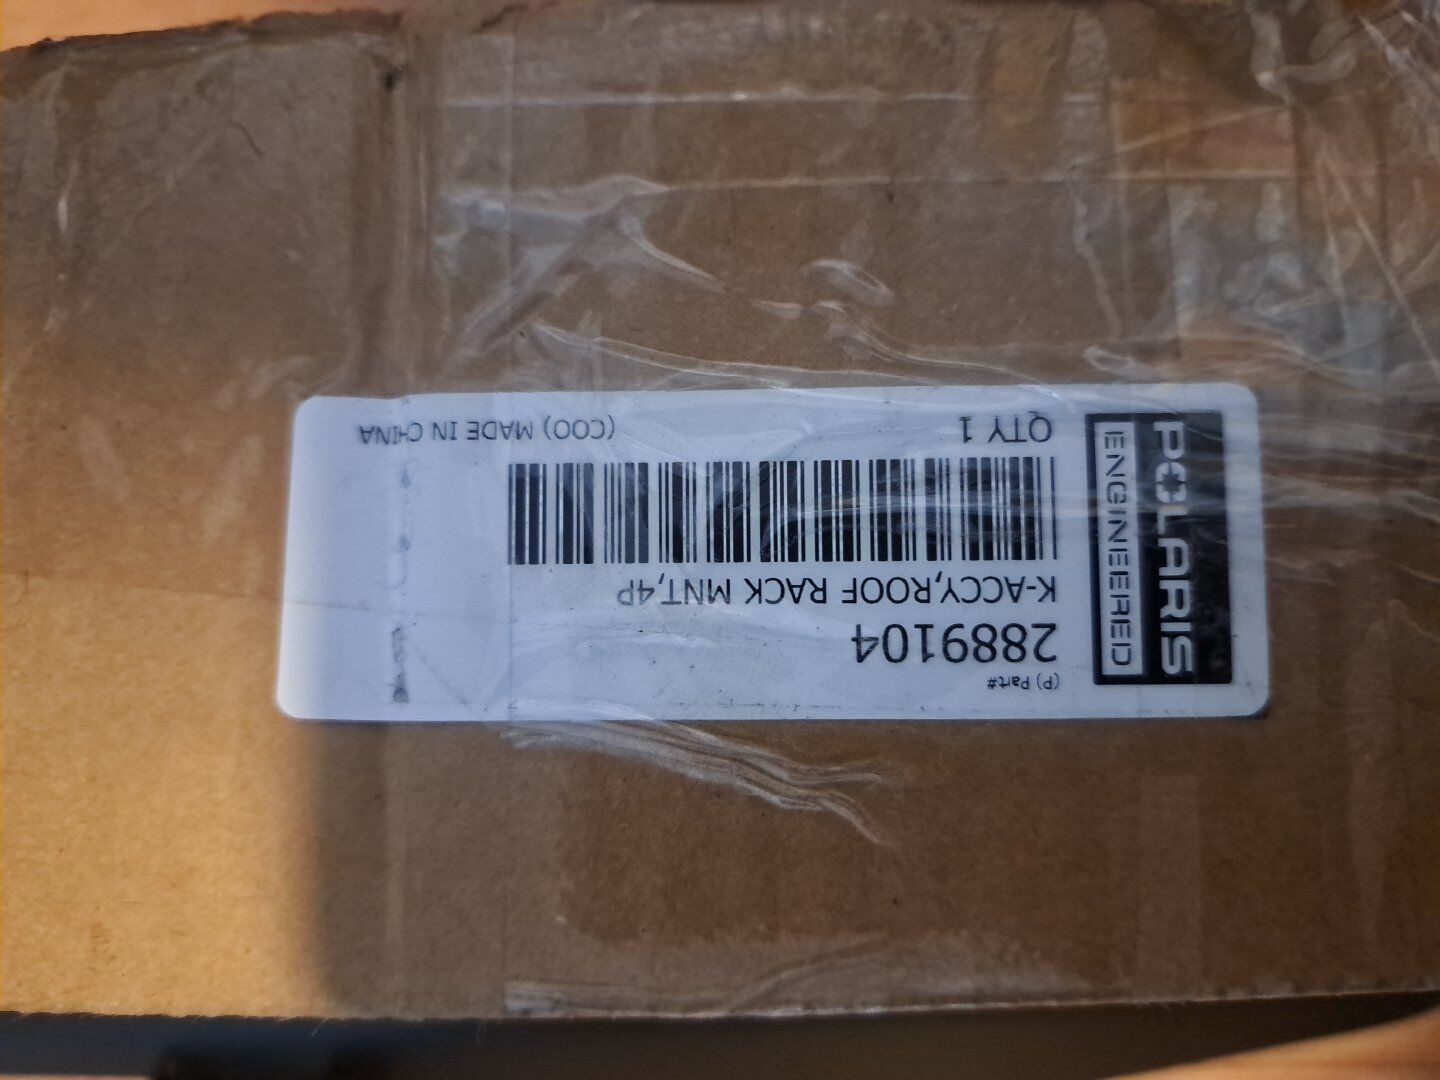 POLARIS
ENGINEERED
(P) Part#
2889104
K-ACCY,ROOF RACK MNT,4P
QTY 1
(COO) MADE IN CHINA